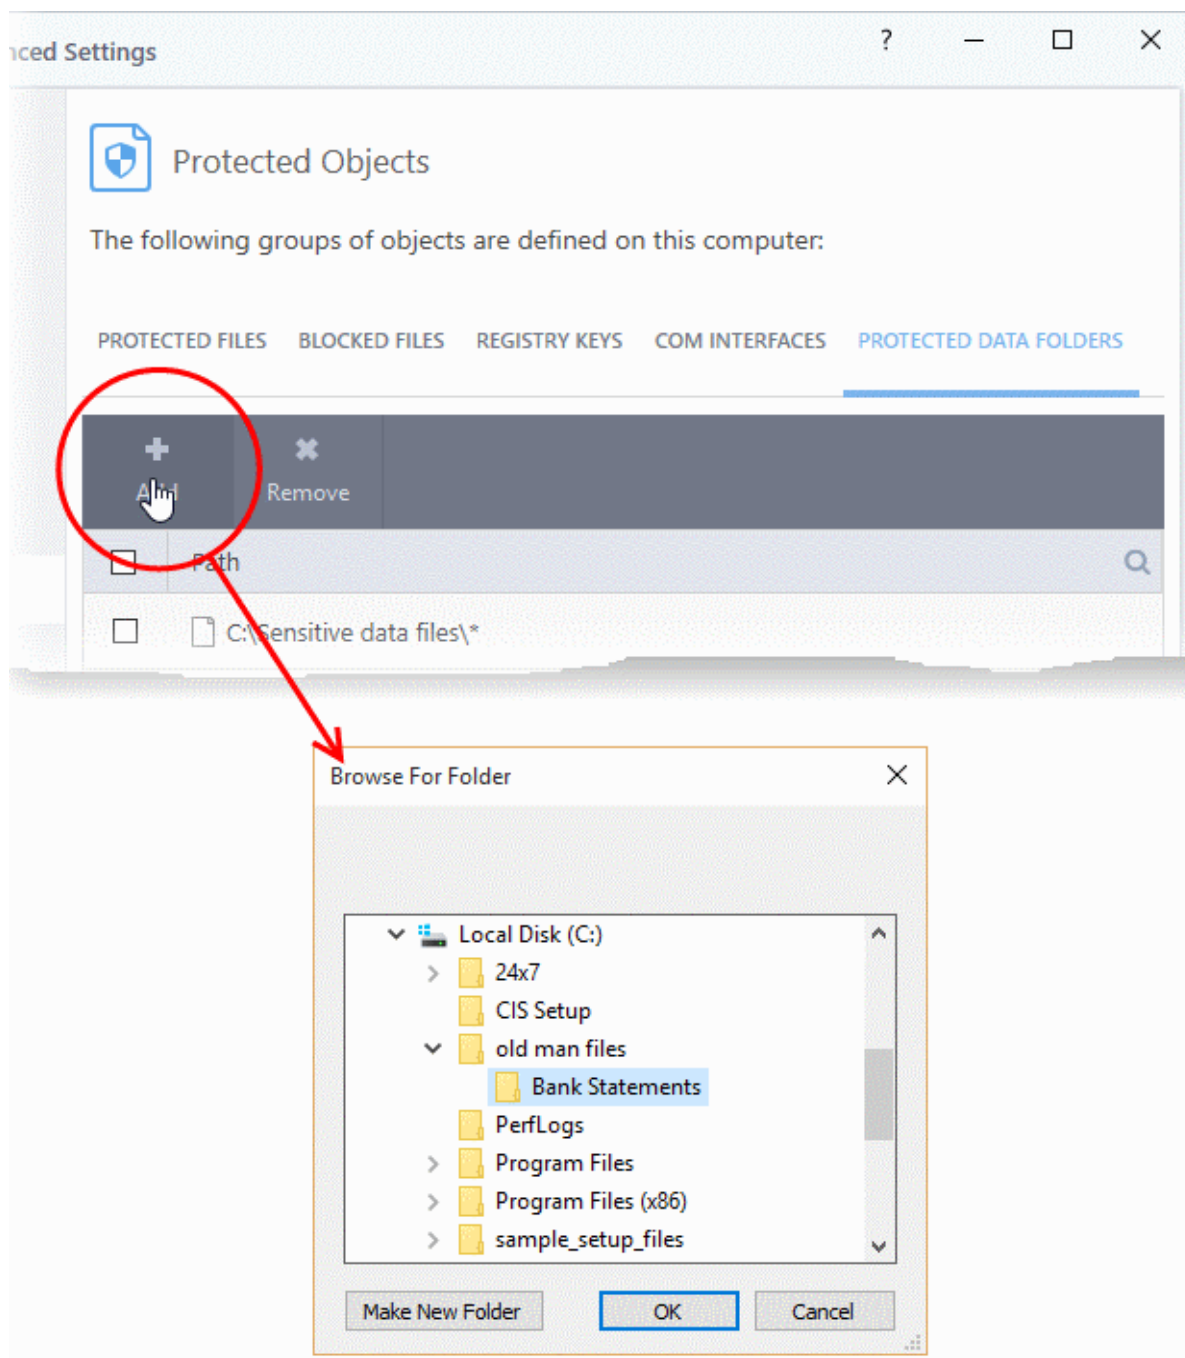 nced Settings
?
Protected Objects
The following groups of objects are defined on this computer:
PROTECTED FILES BLOCKED FILES REGISTRY KEYS COM INTERFACES PROTECTED DATA FOLDERS
Add Remove
Path
C:\Sensitive data files\*
Browse For Folder
Local Disk (C:)
24x7
CIS Setup
old man files
Bank Statements
PerfLogs
Program Files
Program Files (x86)
sample_setup_files
Make New Folder OK Cancel